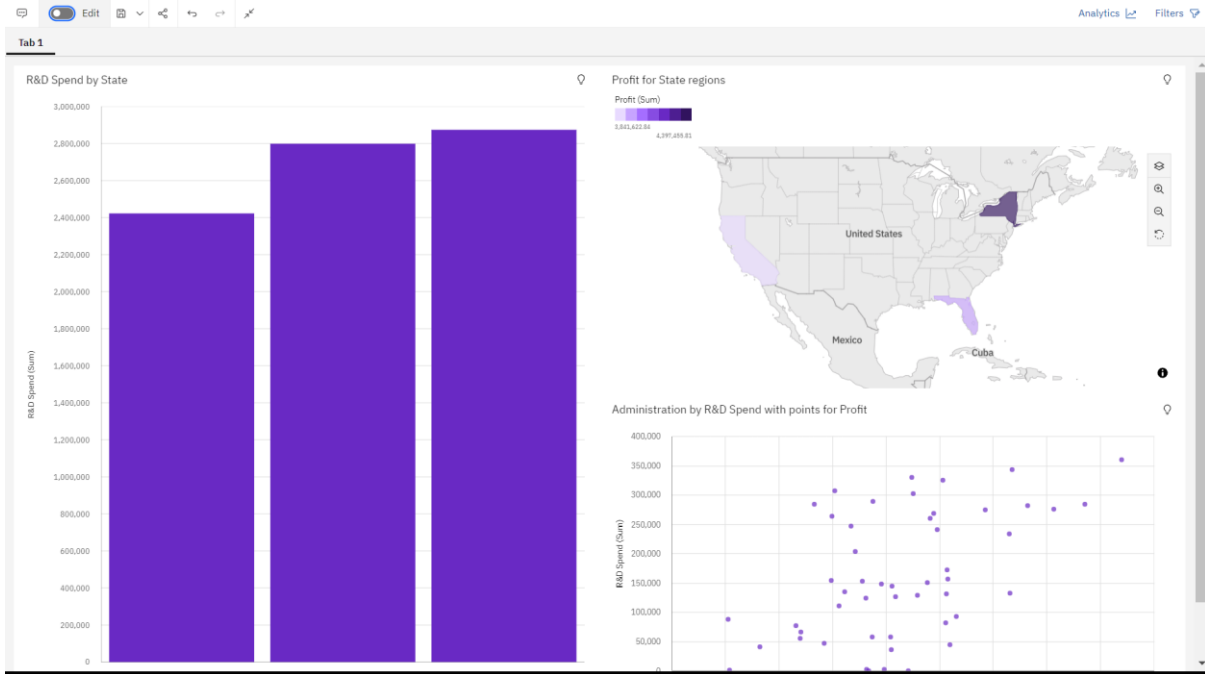 Edit
Analytics
Filters
Tab 1
R&D Spend by State
3,000,000
2,800,000
2,600,000
2,400,000
2,200,000
2,000,000
1,800,000
1,600,000
1,400,000
1,200,000
1,000,000
800,000
600,000
400,000
200,000
0
R&D Spend (Sum)
Profit for State regions
Profit (Sum)
3,841,622.86
4,397,455.81
United States
Mexico
Cuba
Administration by R&D Spend with points for Profit
400,000
350,000
300,000
250,000
200,000
150,000
100,000
50,000
0
R&D Spend (Sum)